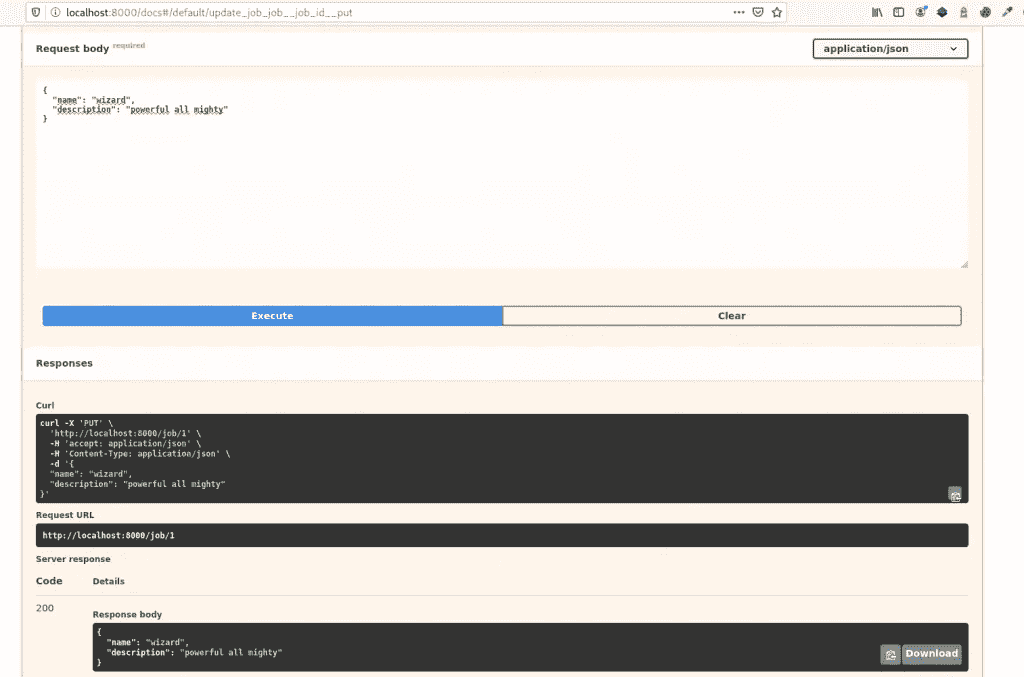 localhost:8000/docs#/default/update_job_job__job_id__put
Request body required
application/json
{
  "name": "wizard",
  "description": "powerful all mighty"
}
Execute
Clear
Responses
Curl
curl -X 'PUT' \
  'http://localhost:8000/job/1' \
  -H 'accept: application/json' \
  -H 'Content-Type: application/json' \
  -d '{
  "name": "wizard",
  "description": "powerful all mighty"
}'
Request URL
http://localhost:8000/job/1
Server response
Code Details
200
Response body
{
  "name": "wizard",
  "description": "powerful all mighty"
}
Download